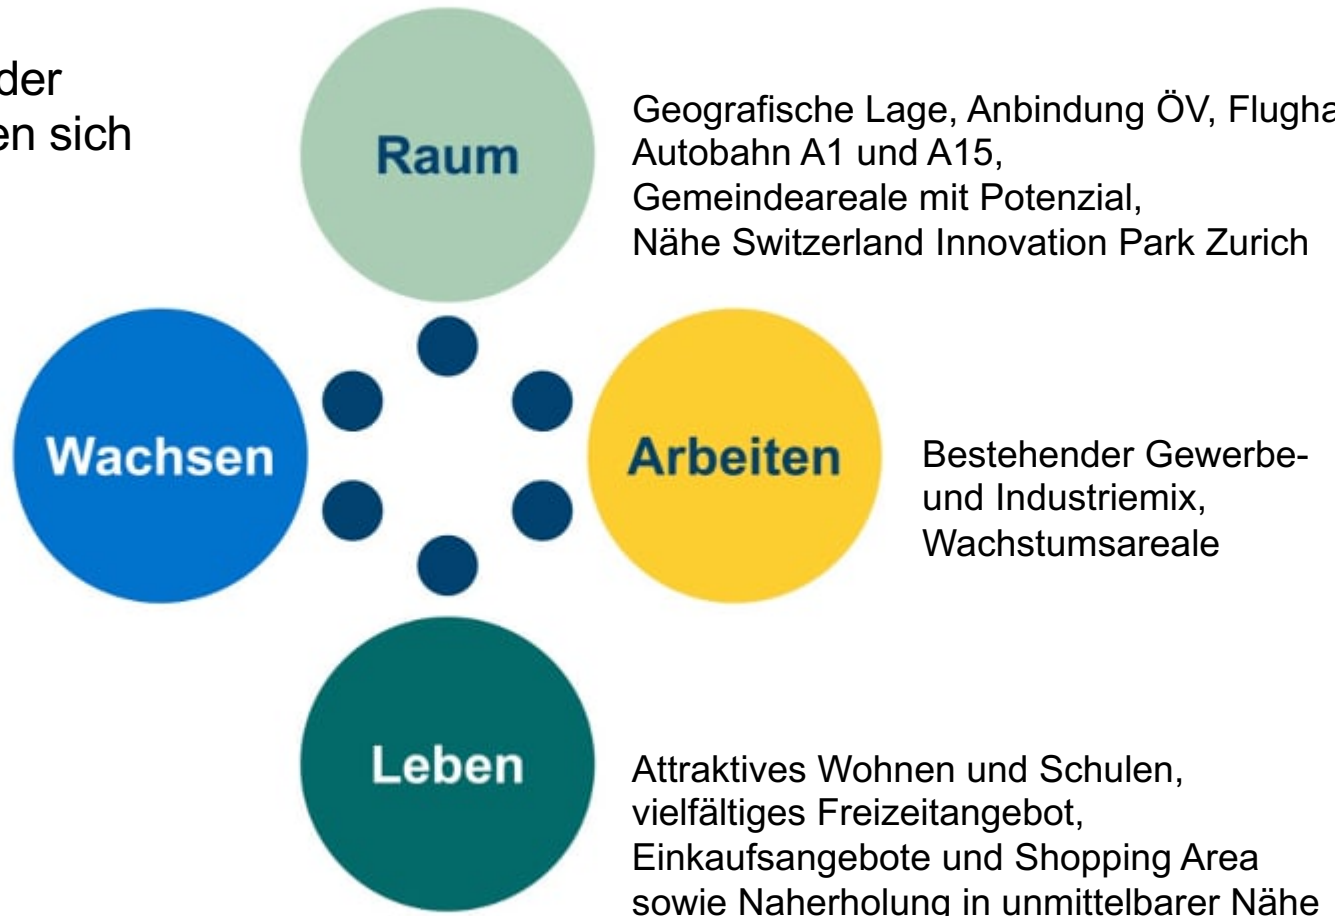 der
en sich
Raum
Geografische Lage, Anbindung ÖV, Flugha
Autobahn A1 und A15,
Gemeindeareale mit Potenzial,
Nähe Switzerland Innovation Park Zurich
Wachsen
Arbeiten
Bestehender Gewerbe-
und Industriemix,
Wachstumsareale
Leben
Attraktives Wohnen und Schulen,
vielfältiges Freizeitangebot,
Einkaufsangebote und Shopping Area
sowie Naherholung in unmittelbarer Nähe